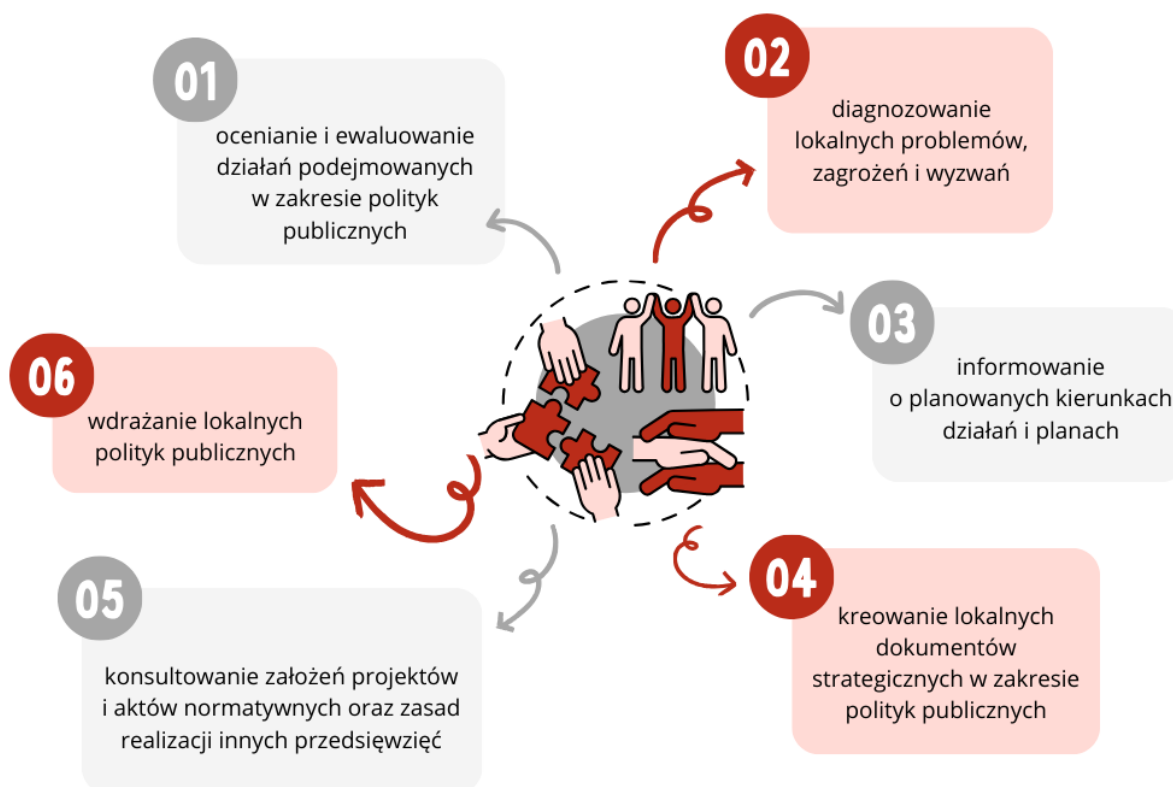 01
ocenianie i ewaluowanie
działań podejmowanych
w zakresie polityk
publicznych
02
diagnozowanie
lokalnych problemów,
zagrożeń i wyzwań
03
informowanie
o planowanych kierunkach
działań i planach
04
kreowanie lokalnych
dokumentów
strategicznych w zakresie
polityk publicznych
05
konsultowanie założeń projektów
i aktów normatywnych oraz zasad
realizacji innych przedsięwzięć
06
wdrażanie lokalnych
polityk publicznych